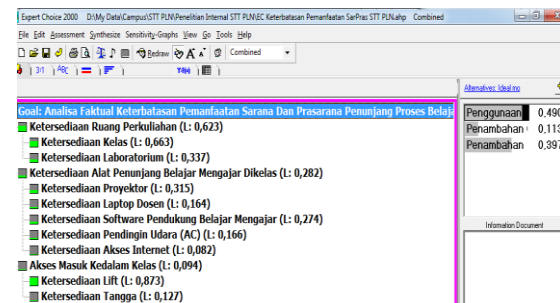 Expert Choice 2000 D:\My Data\Campus\STT PLN\Penelitian Internal STT PLN\EC Keterbatasan Pemanfaatan SarPras STT PLN.ahp Combined
File Edit Assessment Synthesize Sensitivity-Graphs View Go Tools Help
Redraw Combined
3:1 ABC
Alternatives: Ideal mo
Goal: Analisa Faktual Keterbatasan Pemanfaatan Sarana Dan Prasarana Penunjang Proses Belaja
Ketersediaan Ruang Perkuliahan (L: 0,623)
Ketersediaan Kelas (L: 0,663)
Ketersediaan Laboratorium (L: 0,337)
Ketersediaan Alat Penunjang Belajar Mengajar Dikelas (L: 0,282)
Ketersediaan Proyektor (L: 0,315)
Ketersediaan Laptop Dosen (L: 0,164)
Ketersediaan Software Pendukung Belajar Mengajar (L: 0,274)
Ketersediaan Pendingin Udara (AC) (L: 0,166)
Ketersediaan Akses Internet (L: 0,082)
Akses Masuk Kedalam Kelas (L: 0,094)
Ketersediaan Lift (L: 0,873)
Ketersediaan Tangga (L: 0,127)
Penggunaan 0,490
Penambahan 0,113
Penambahan 0,397
Information Document